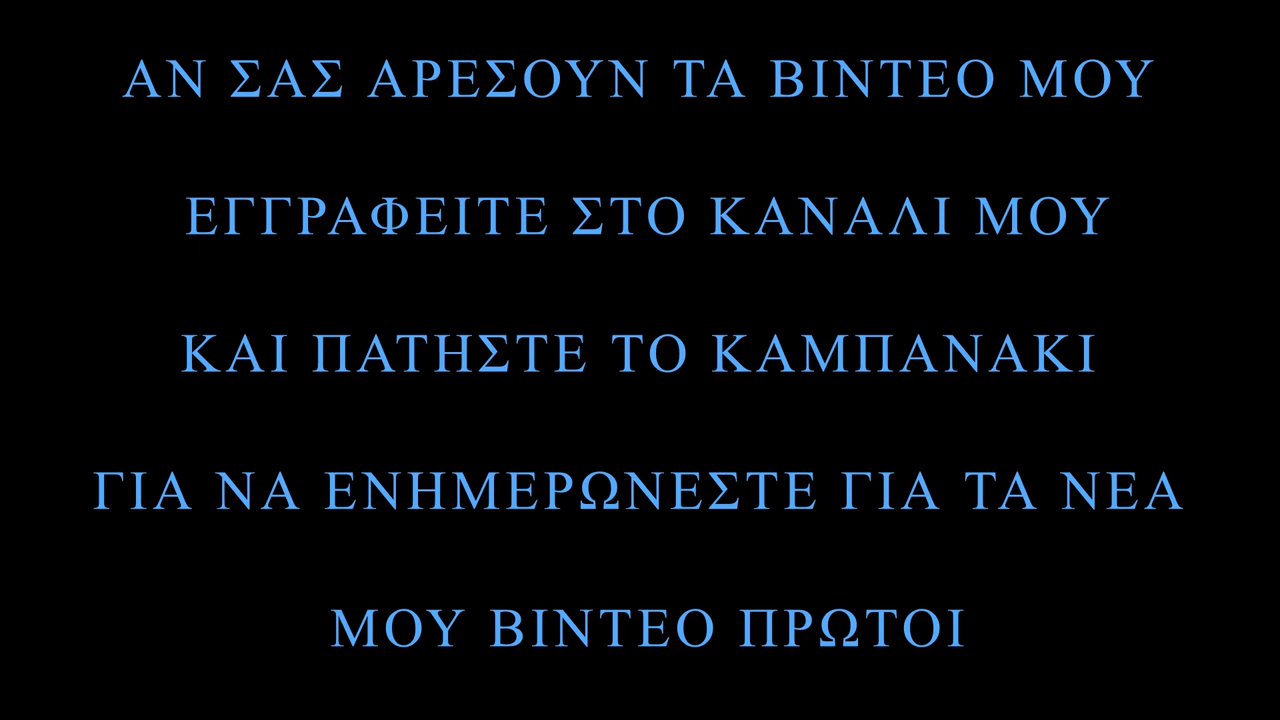 ΑΝ ΣΑΣ ΑΡΕΣΟΥΝ ΤΑ ΒΙΝΤΕΟ ΜΟΥ
ΕΓΓΡΑΦΕΙΤΕ ΣΤΟ ΚΑΝΑΛΙ ΜΟΥ
ΚΑΙ ΠΑΤΗΣΤΕ ΤΟ ΚΑΜΠΑΝΑΚΙ
ΓΙΑ ΝΑ ΕΝΗΜΕΡΩΝΕΣΤΕ ΓΙΑ ΤΑ ΝΕΑ
ΜΟΥ ΒΙΝΤΕΟ ΠΡΩΤΟΙ